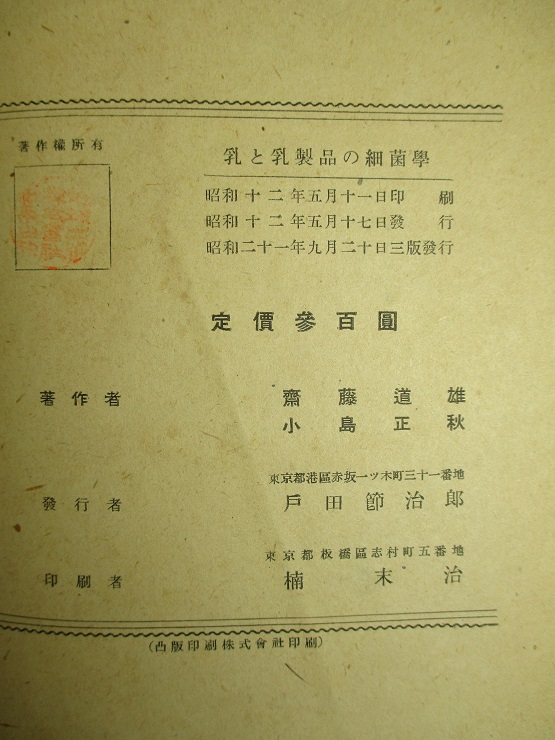 著作權所有
乳と乳製品の細菌學
昭和十二年五月十一日印刷
昭和十二年五月十七日發行
昭和二十一年九月二十日三版發行
定價參百圓
著作者 齋藤道雄
小島正秋
東京都港區赤坂一ツ木町三十一番地
發行者 戶田節治郎
東京都板橋區志村町五番地
印刷者 楠末治
(凸版印刷株式會社印刷)